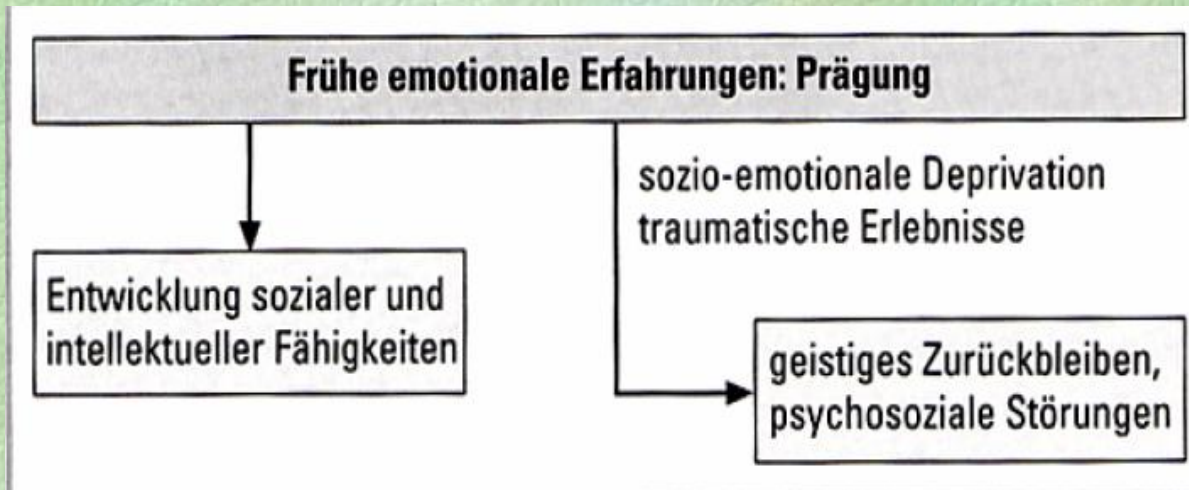 Frühe emotionale Erfahrungen: Prägung
sozio-emotionale Deprivation
traumatische Erlebnisse
Entwicklung sozialer und
intellektueller Fähigkeiten
geistiges Zurückbleiben,
psychosoziale Störungen